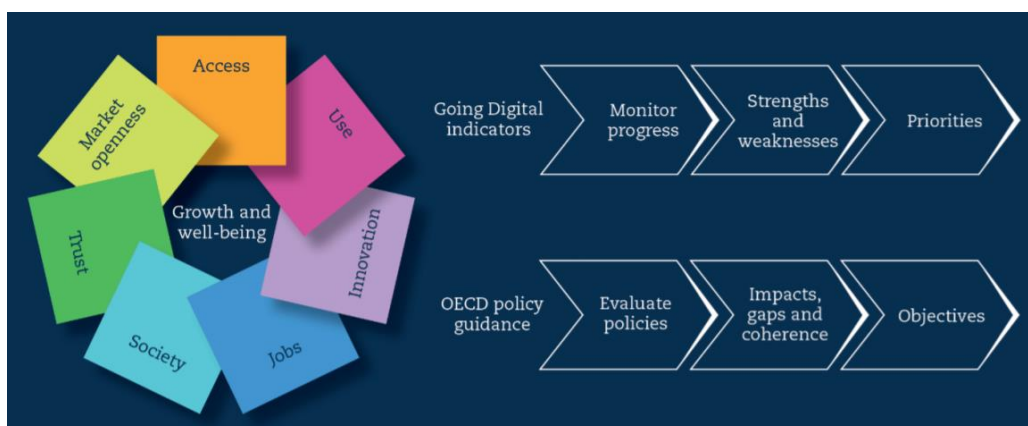 Access
Use
Innovation
Jobs
Society
Trust
Market
openness
Growth and
well-being
Going Digital
indicators
Monitor
progress
Strengths
and
weaknesses
Priorities
OECD policy
guidance
Evaluate
policies
Impacts,
gaps and
coherence
Objectives